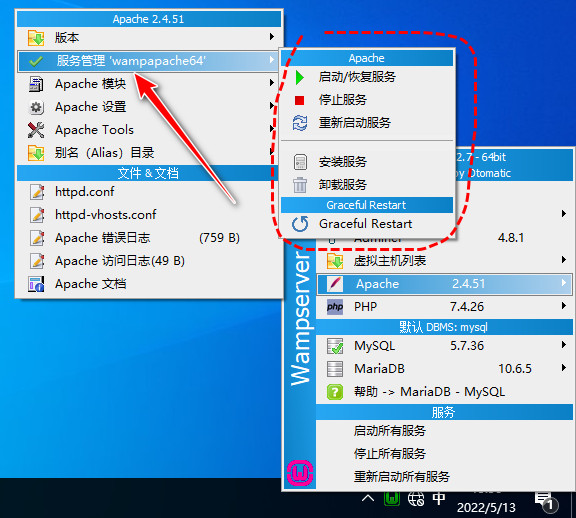 Apache 2.4.51
版本
服务管理 'wampapache64'
Apache 模块
Apache 设置
Apache Tools
别名（Alias）目录
文件 & 文档
httpd.conf
httpd-vhosts.conf
Apache 错误日志 (759 B)
Apache 访问日志(49 B)
Apache 文档
Apache
启动/恢复服务
停止服务
重新启动服务
安装服务
卸载服务
Graceful Restart
Graceful Restart
2.7 - 64bit
by Otomatic
Adminer 4.8.1
虚拟主机列表
Apache 2.4.51
php PHP 7.4.26
默认 DBMS: mysql
MySQL 5.7.36
MariaDB 10.6.5
帮助 -> MariaDB - MySQL
服务
启动所有服务
停止所有服务
重新启动所有服务
Wampserver
中
2022/5/13
1